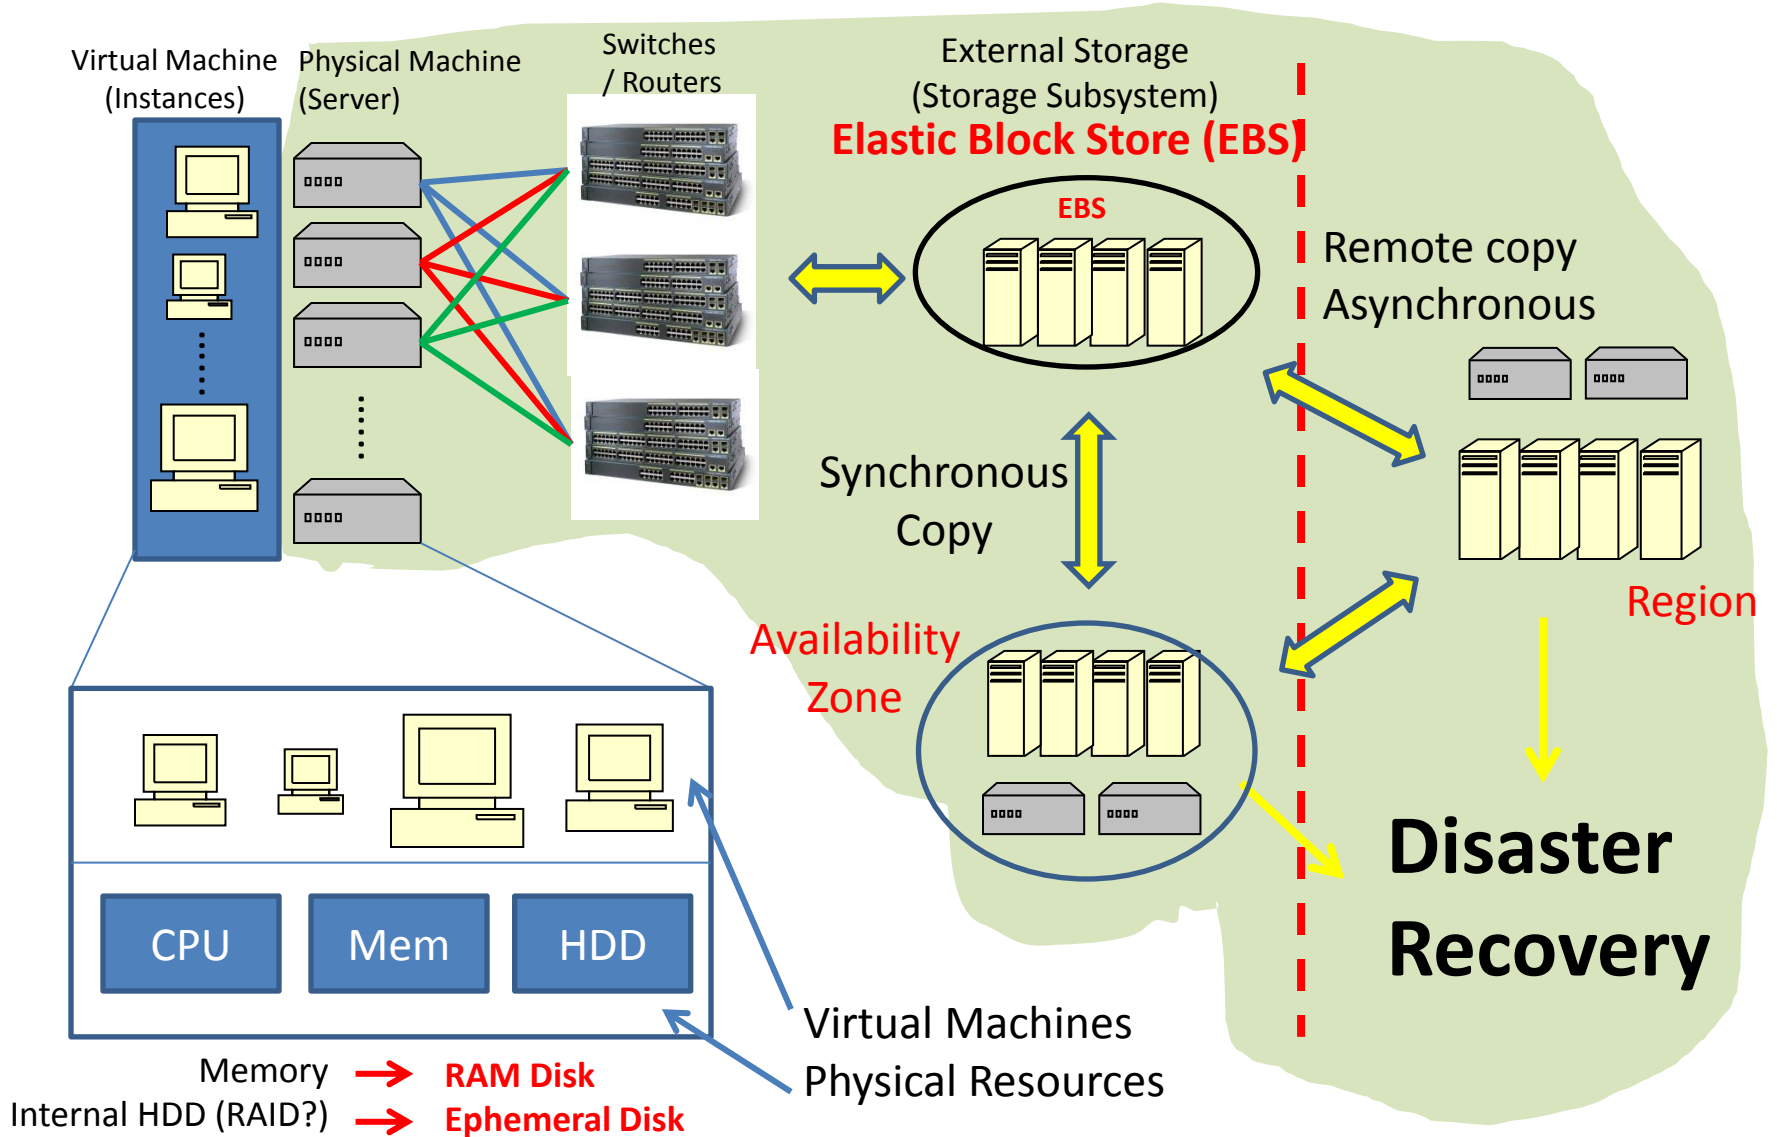 Virtual Machine
(Instances)
Physical Machine
(Server)
Switches
/ Routers
External Storage
(Storage Subsystem)
Elastic Block Store (EBS)
EBS
Remote copy
Asynchronous
Synchronous
Copy
Availability
Zone
Region
Disaster
Recovery
CPU
Mem
HDD
Virtual Machines
Physical Resources
Memory
RAM Disk
Internal HDD (RAID?)
Ephemeral Disk